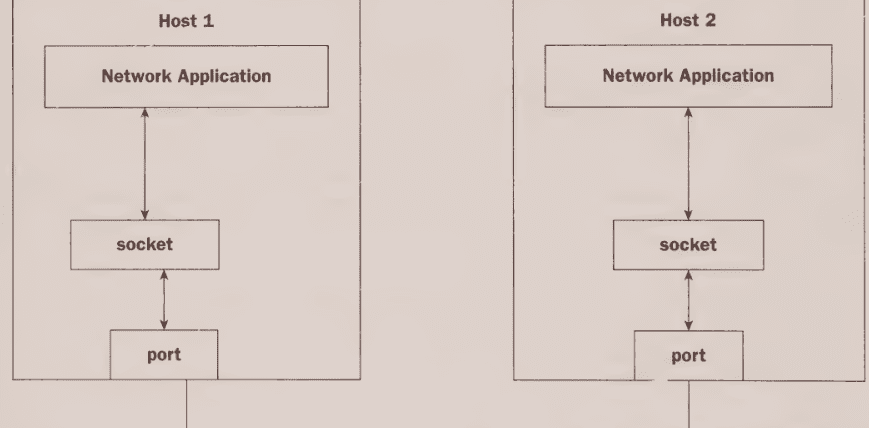 Host 1
Network Application
socket
port
Host 2
Network Application
socket
port